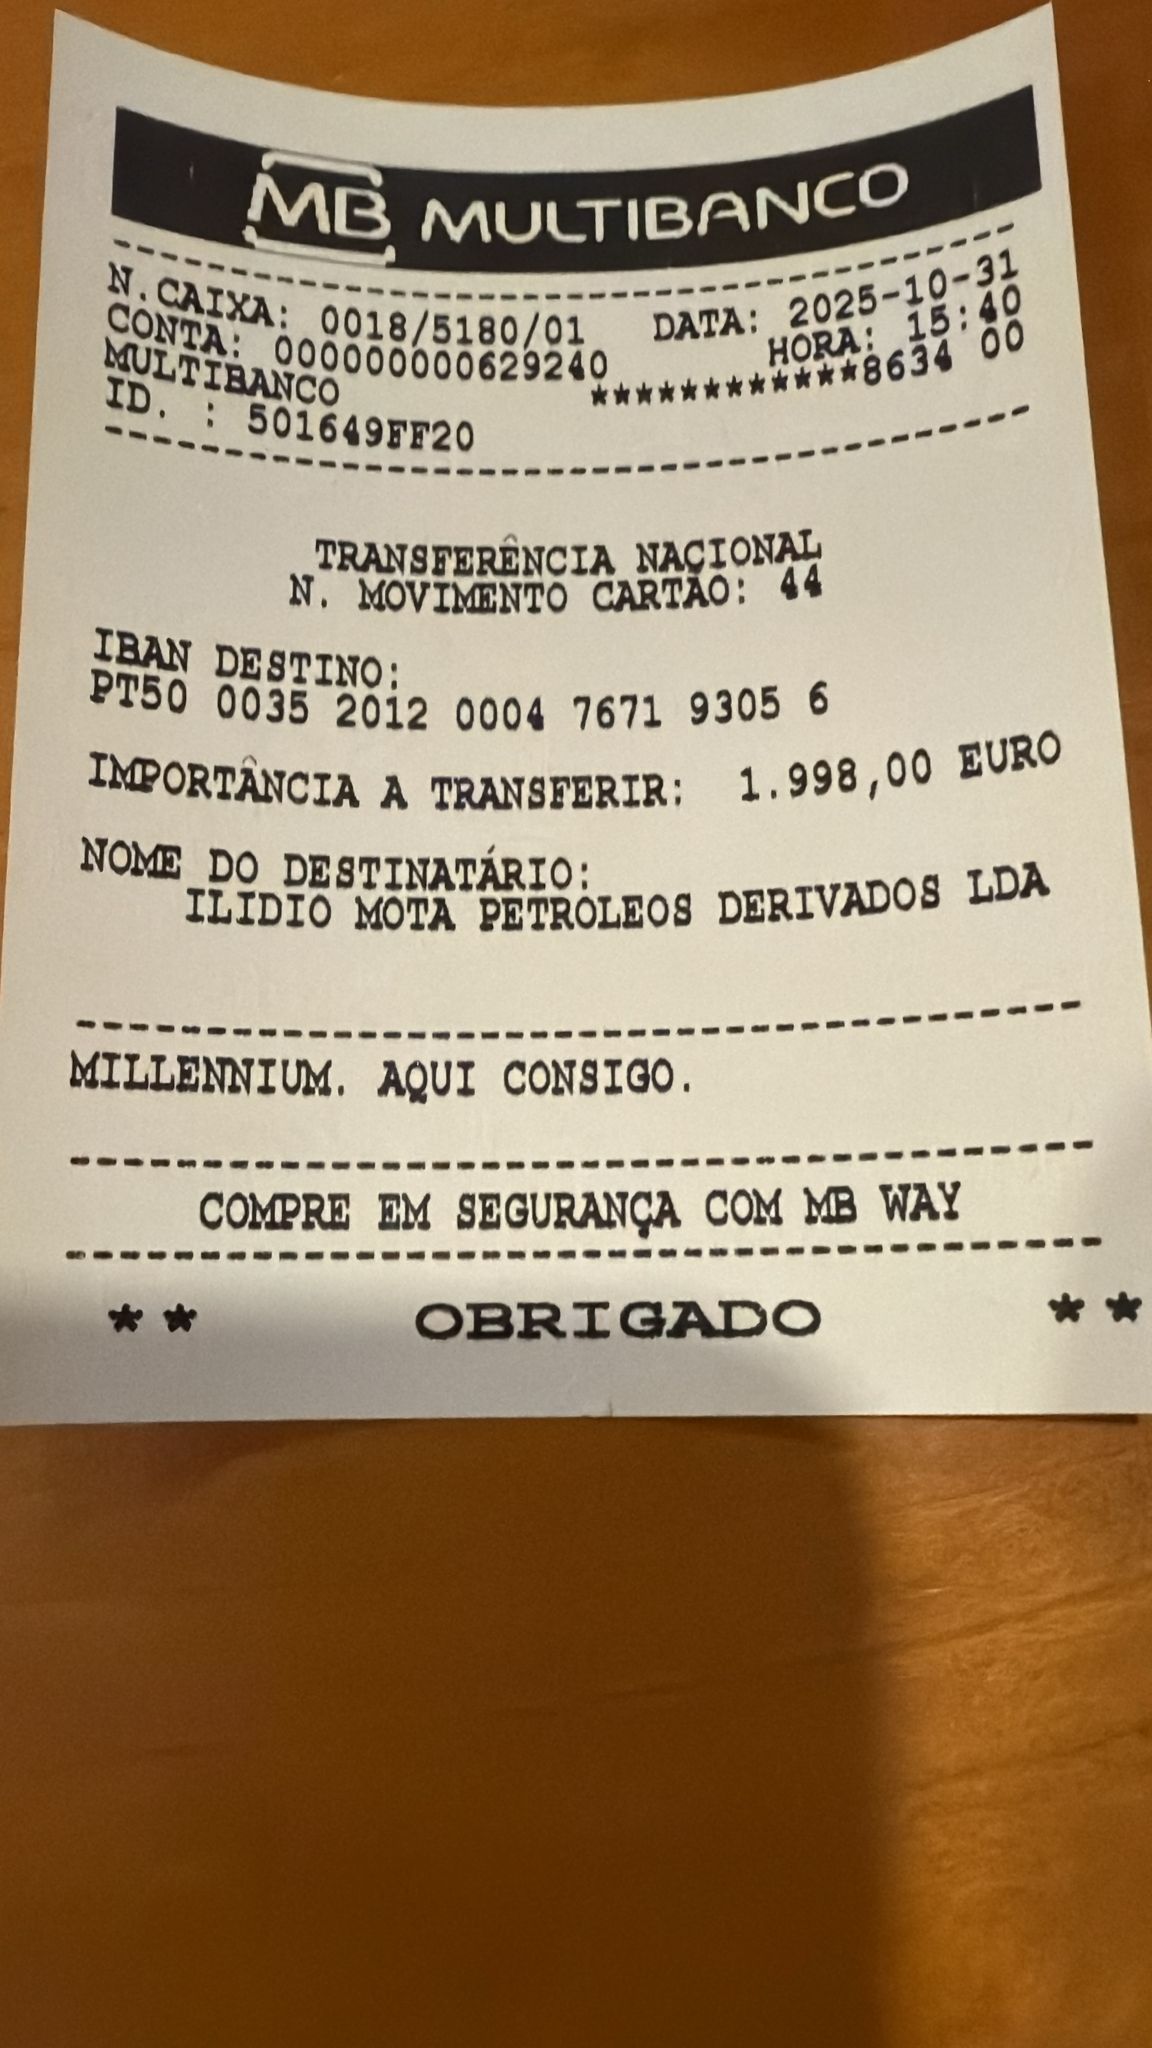 MB MULTIBANCO
N.CAIXA: 0018/5180/01 DATA: 2025-10-31
CONTA: 000000000629240 HORA: 15:40
MULTIBANCO ************8634 00
ID. : 501649FF20
TRANSFERÊNCIA NACIONAL
N. MOVIMENTO CARTÃO: 44
IBAN DESTINO:
PT50 0035 2012 0004 7671 9305 6
IMPORTÂNCIA A TRANSFERIR: 1.998,00 EURO
NOME DO DESTINATÁRIO:
ILIDIO MOTA PETROLEOS DERIVADOS LDA
MILLENNIUM. AQUI CONSIGO.
COMPRE EM SEGURANÇA COM MB WAY
** OBRIGADO **